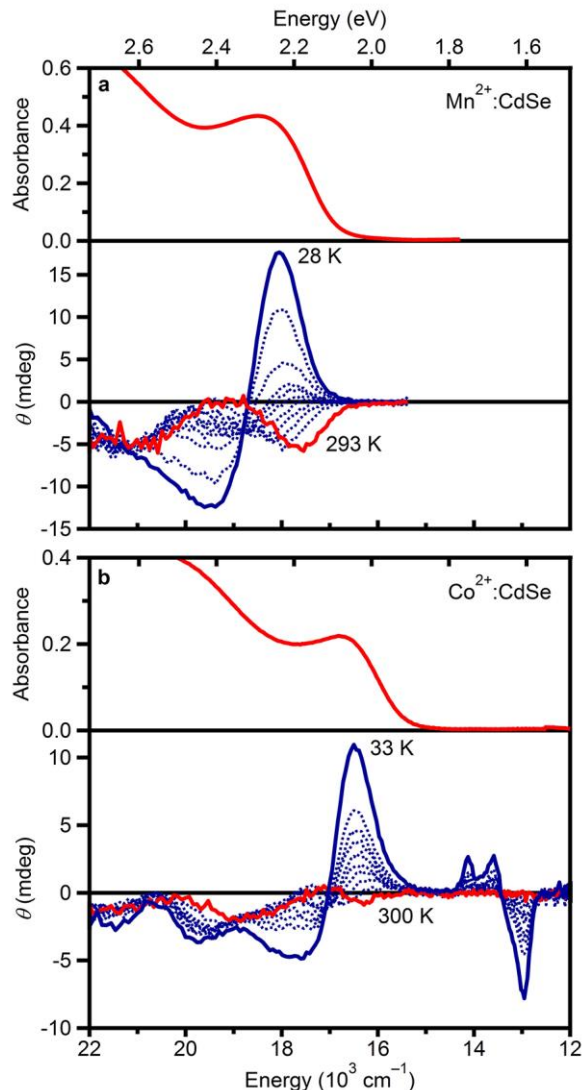 Energy (eV)
2.6 2.4 2.2 2.0 1.8 1.6
a
Mn²⁺:CdSe
0.6
0.4
0.2
0.0
Absorbance
28 K
293 K
15
10
5
0
-5
-10
-15
θ (mdeg)
b
Co²⁺:CdSe
0.4
0.2
0.0
Absorbance
33 K
300 K
10
5
0
-5
-10
θ (mdeg)
22 20 18 16 14 12
Energy (10³ cm⁻¹)